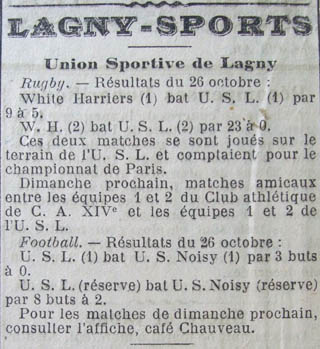 LAGNY-SPORTS
Union Sportive de Lagny
Rugby. — Résultats du 26 octobre :
White Harriers (1) bat U. S. L. (1) par
9 à 5.
W. H. (2) bat U. S. L. (2) par 23 à 0.
Ces deux matches se sont joués sur le
terrain de l'U. S. L. et comptaient pour le
championnat de Paris.
Dimanche prochain, matches amicaux
entre les équipes 1 et 2 du Club athlétique
de C. A. XIVe et les équipes 1 et 2 de
l'U. S. L.
Football. — Résultats du 26 octobre :
U. S. L. (1) bat U. S. Noisy (1) par 3 buts
à 0.
U. S. L. (réserve) bat U. S. Noisy (réserve)
par 8 buts à 2.
Pour les matches de dimanche prochain,
consulter l'affiche, café Chauveau.